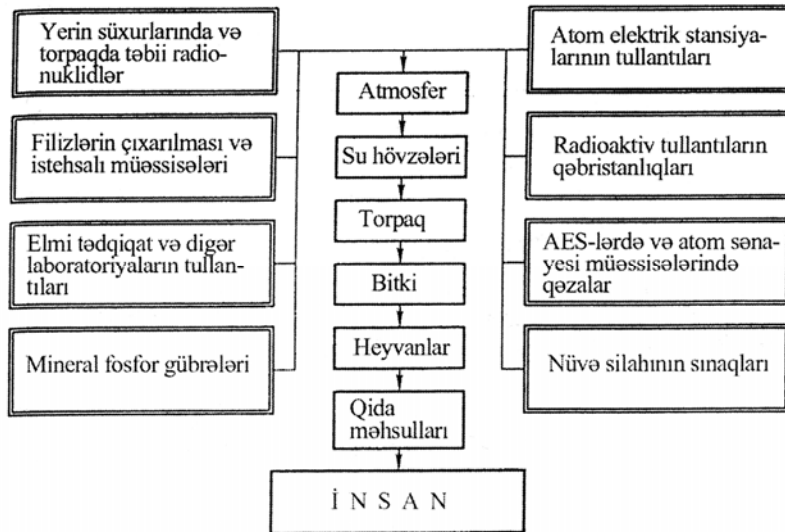 Yerin süxurlarında və
torpaqda təbii radio-
nuklidlər
Filizlərin çıxarılması və
istehsalı müəssisələri
Elmi tədqiqat və digər
laboratoriyaların tullan-
tıları
Mineral fosfor gübrələri
Atmosfer
Su hövzələri
Torpaq
Bitki
Heyvanlar
Qida
məhsulları
İNSAN
Atom elektrik stansiya-
larının tullantıları
Radioaktiv tullantıların
qəbristanlıqları
AES-lərdə və atom səna-
yesi müəssisələrində
qəzalar
Nüvə silahının sınaqları